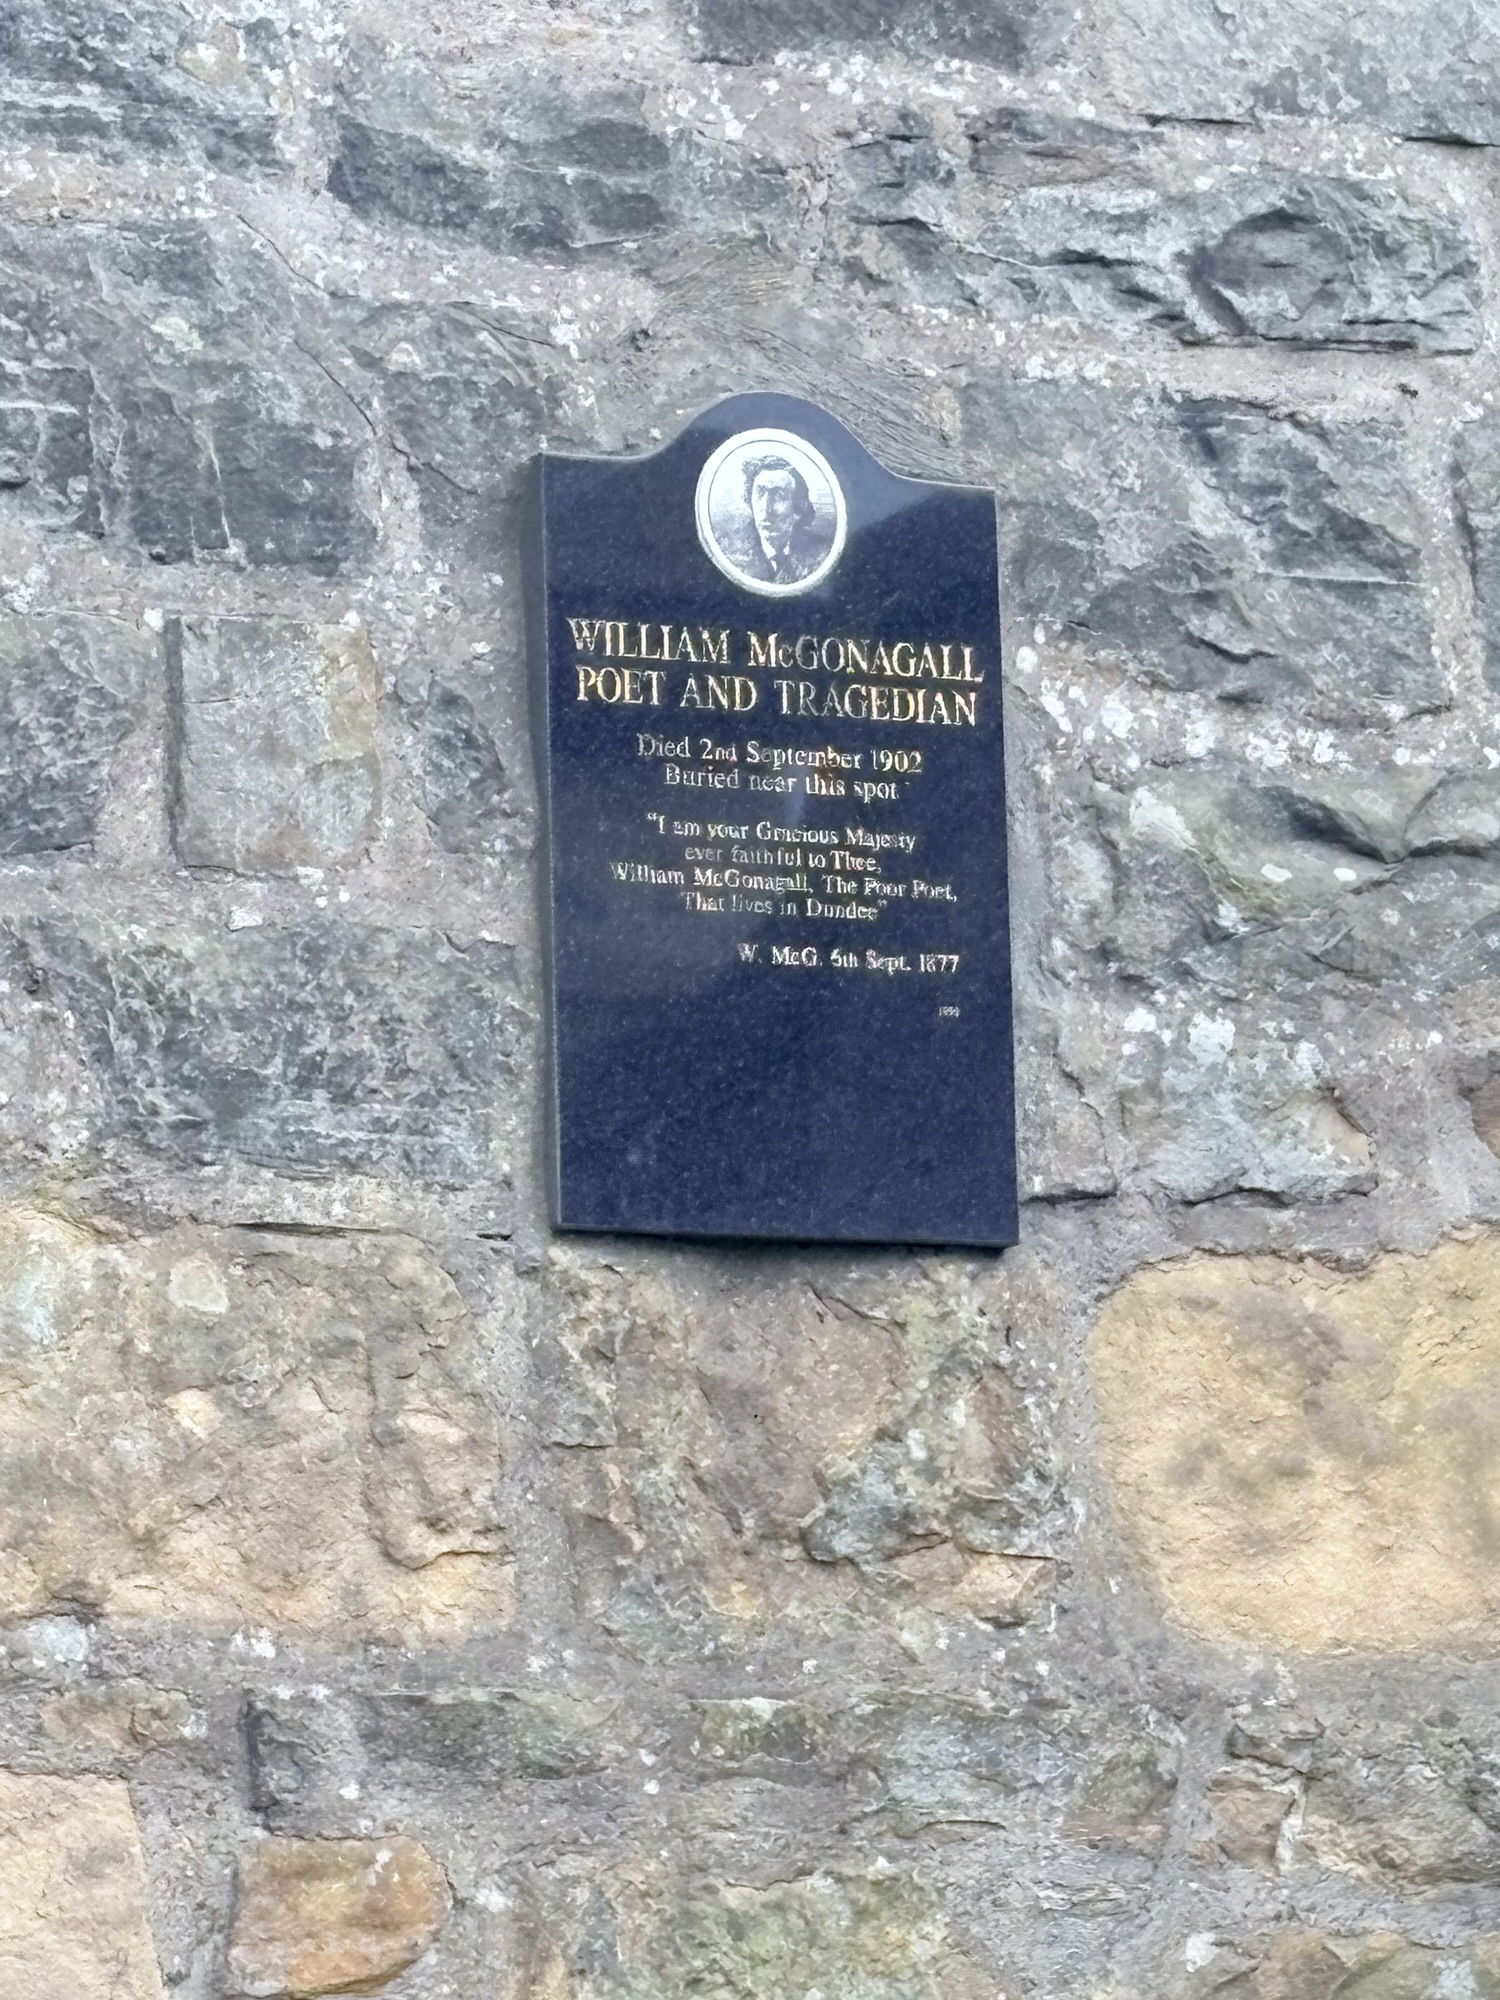 WILLIAM McGONAGALL
POET AND TRAGEDIAN
Died 2nd September 1902
Buried near this spot
"I am your Gracious Majesty
ever faithful to Thee,
William McGonagall, The Poor Poet,
That lives in Dundee"
W. McG. 6th Sept. 1877